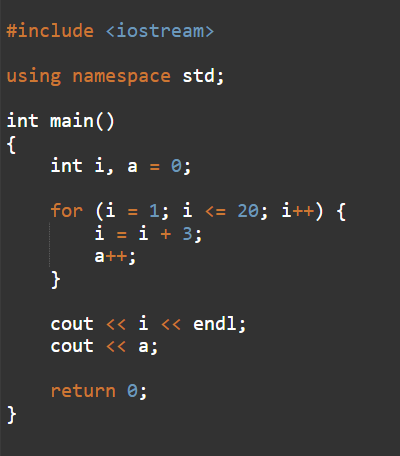 #include <iostream>
using namespace std;
int main()
{
    int i, a = 0;
    for (i = 1; i <= 20; i++) {
        i = i + 3;
        a++;
    }
    cout << i << endl;
    cout << a;
    return 0;
}